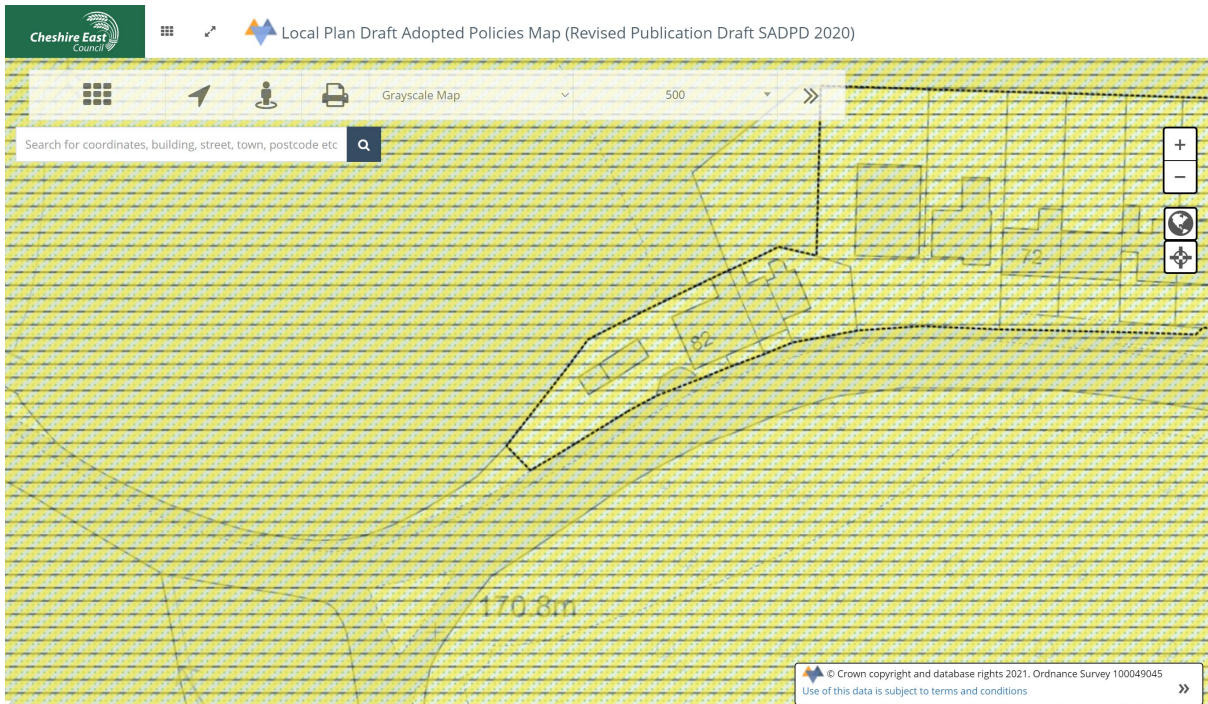 Cheshire East
Council
Local Plan Draft Adopted Policies Map (Revised Publication Draft SADPD 2020)
Grayscale Map
500
Search for coordinates, building, street, town, postcode etc
72
82
170.8m
© Crown copyright and database rights 2021. Ordnance Survey 100049045
Use of this data is subject to terms and conditions